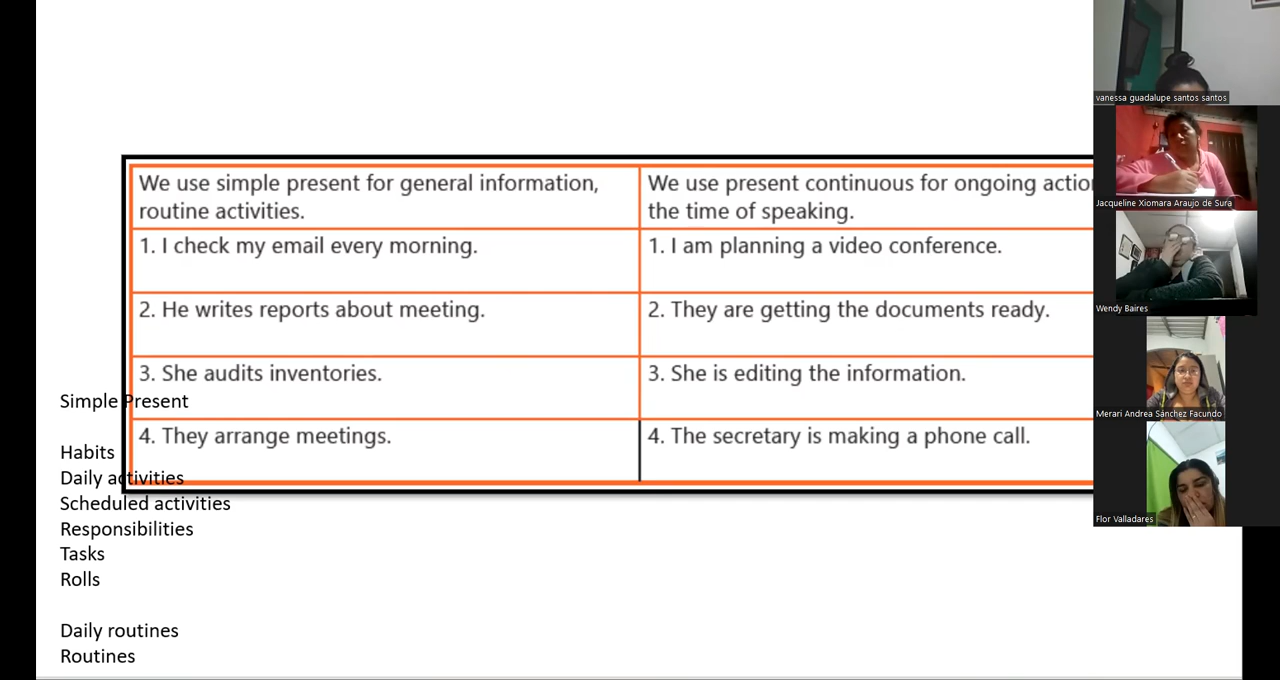 We use simple present for general information,
routine activities.
We use present continuous for ongoing
the time of speaking.
1. I check my email every morning.
1. I am planning a video conference.
2. He writes reports about meeting.
2. They are getting the documents ready.
3. She audits inventories.
3. She is editing the information.
4. They arrange meetings.
4. The secretary is making a phone call.
Simple Present
Habits
Daily activities
Scheduled activities
Responsibilities
Tasks
Rolls
Daily routines
Routines
vanessa guadalupe santos santos
Jacqueline Xiomara Araujo de Sura
Wendy Baires
Merari Andrea Sánchez Facundo
Flor Valladares